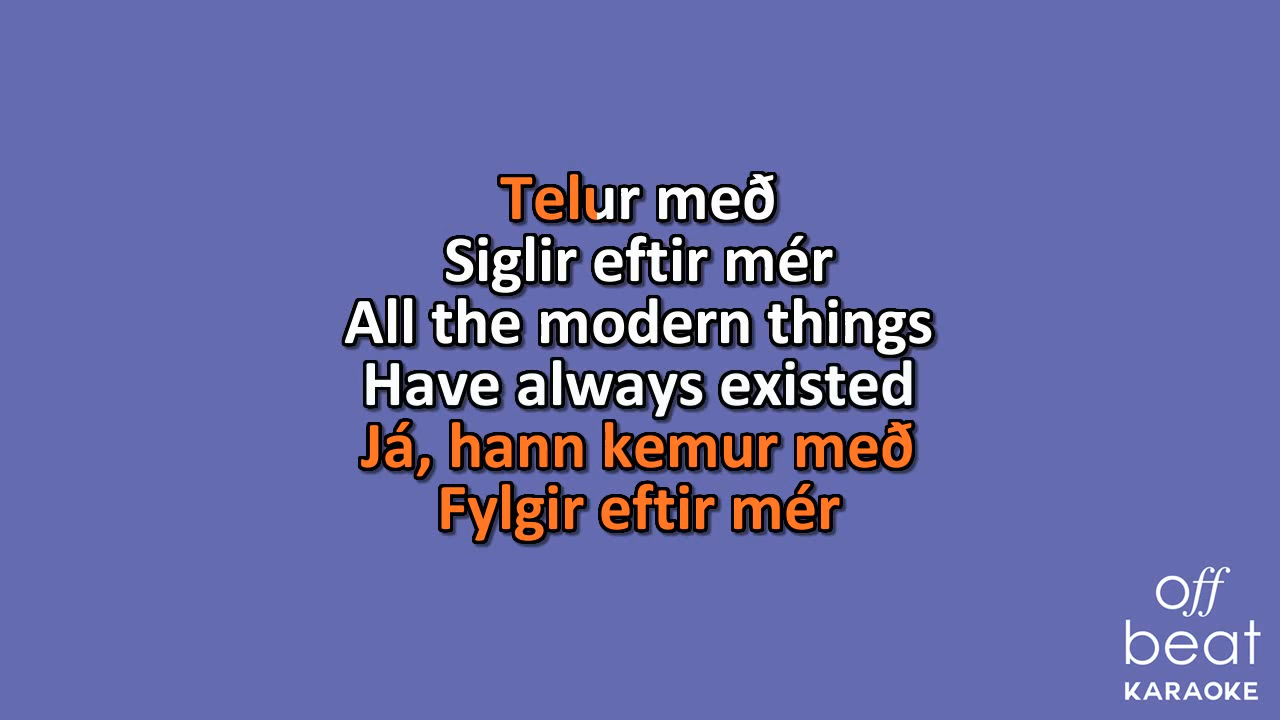 Telur með
Siglir eftir mér
All the modern things
Have always existed
Já, hann kemur með
Fylgir eftir mér
off
beat
KARAOKE